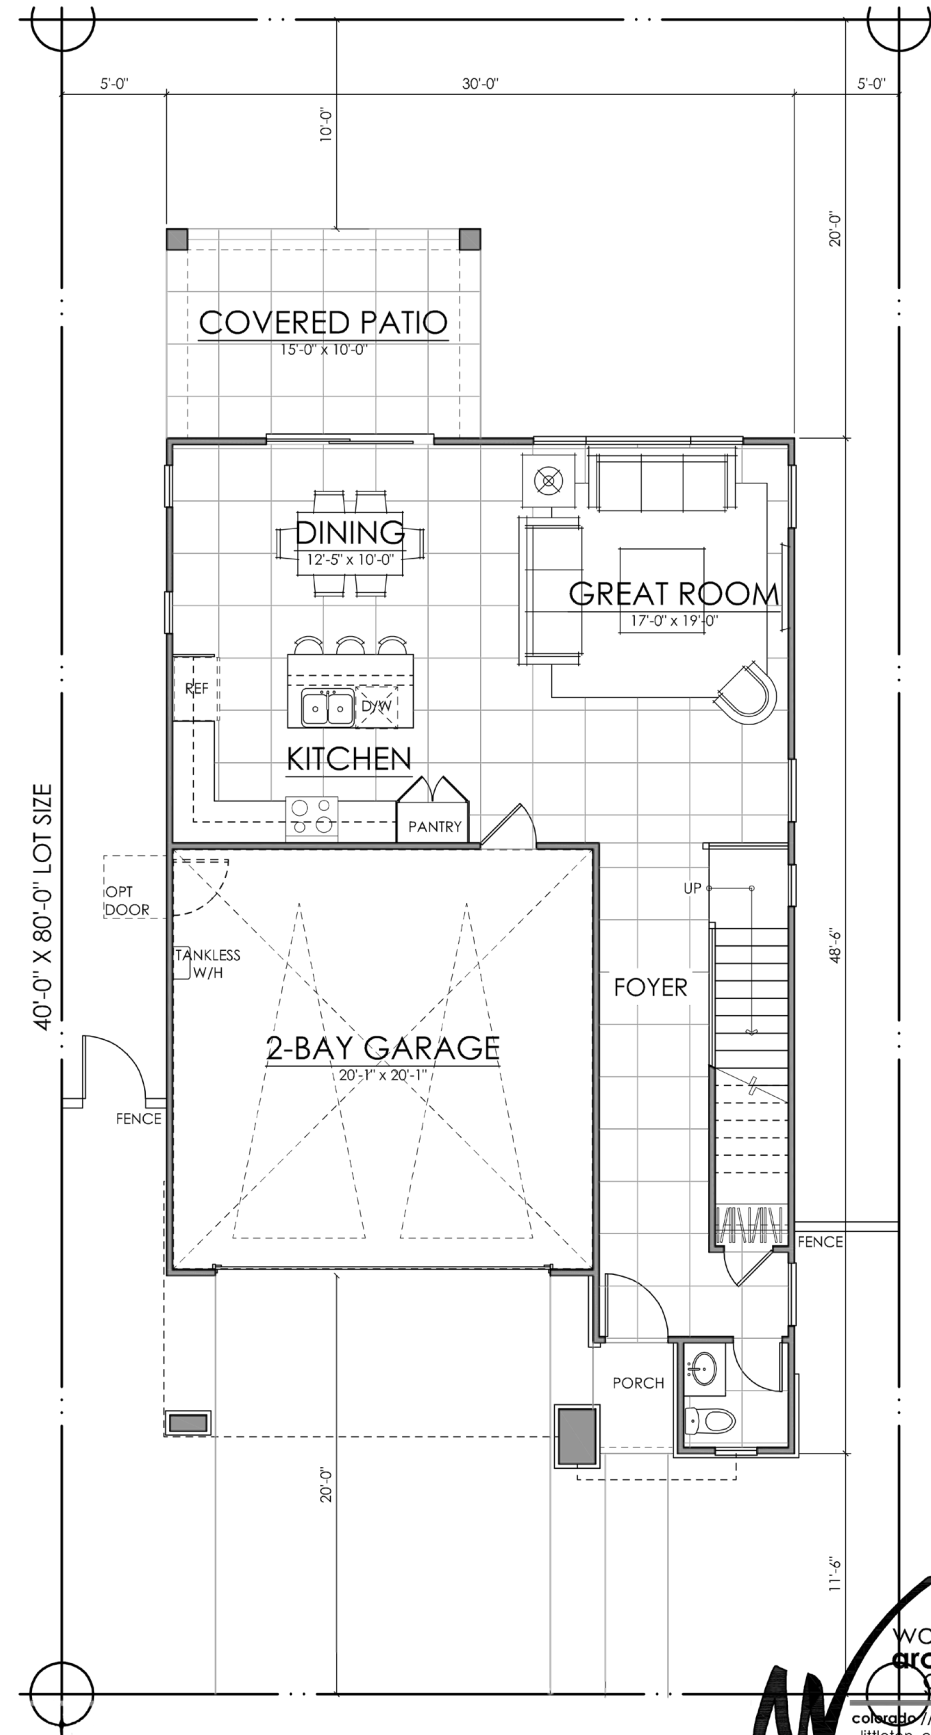 5'-0"
30'-0"
5'-0"
10'-0"
20'-0"
COVERED PATIO
15'-0" x 10'-0"
DINING
12'-5" x 10'-0"
GREAT ROOM
17'-0" x 19'-0"
REF
D/W
KITCHEN
PANTRY
40'-0" X 80'-0" LOT SIZE
OPT
DOOR
UP
48'-6"
TANKLESS
W/H
FOYER
2-BAY GARAGE
20'-1" x 20'-1"
FENCE
FENCE
PORCH
20'-0"
11'-6"
colorado //